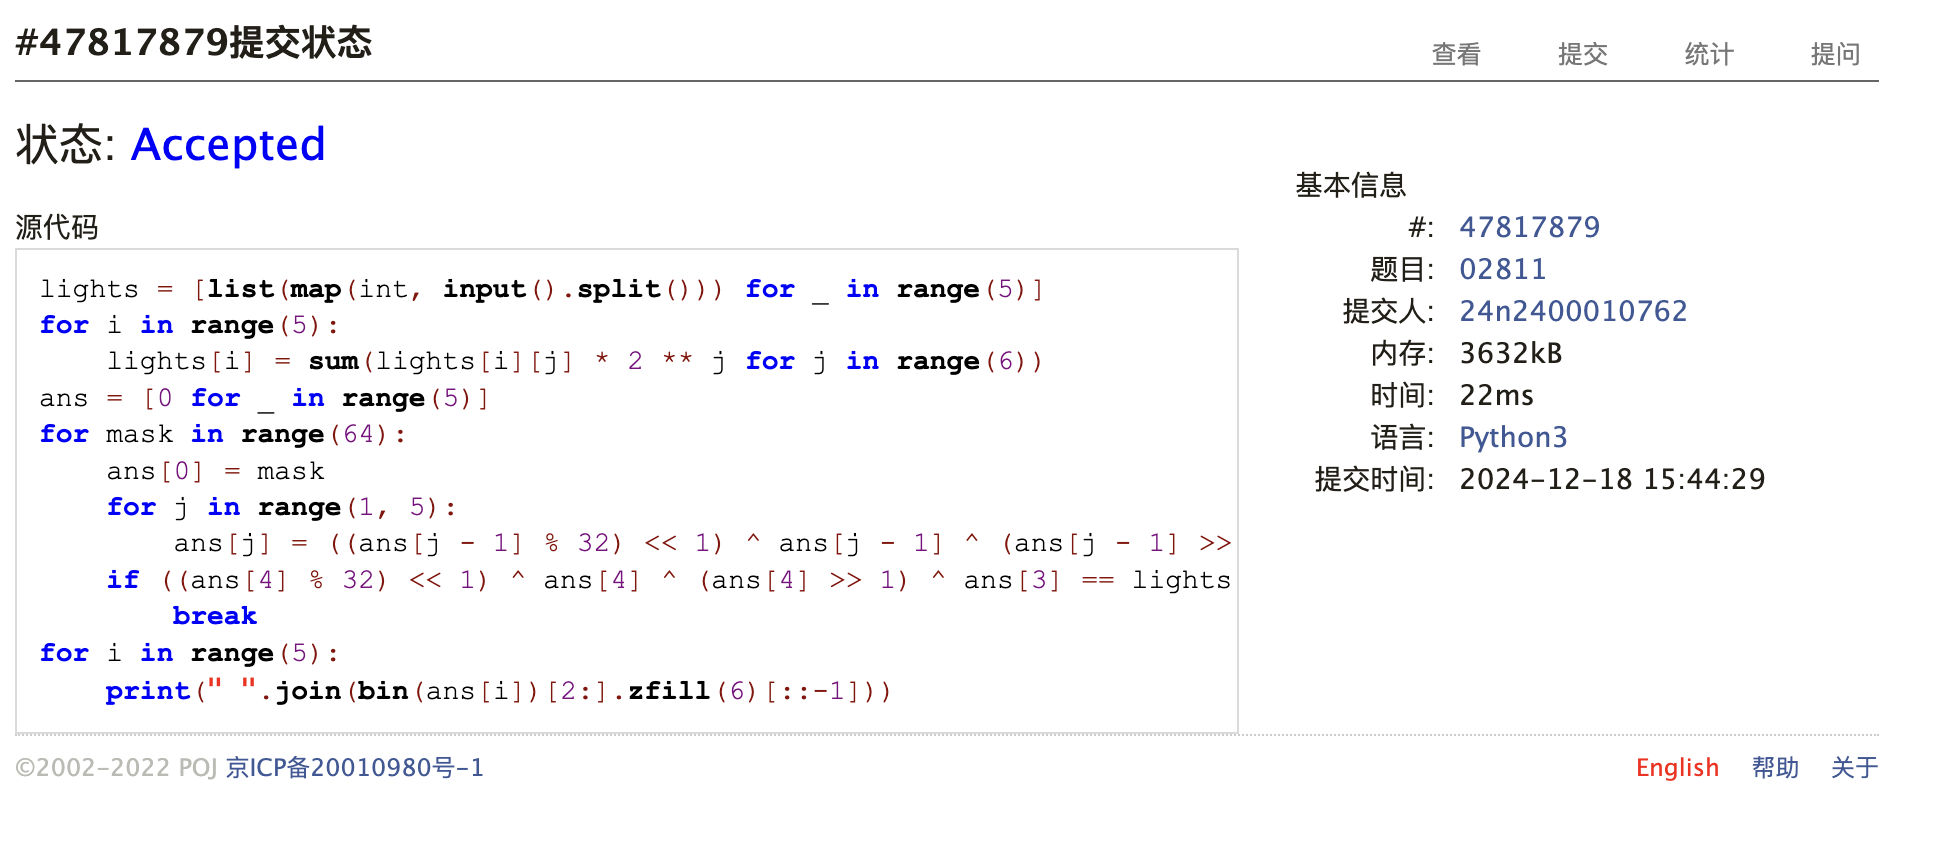 #47817879提交状态
查看 提交 统计 提问
状态: Accepted
源代码
lights = [list(map(int, input().split())) for _ in range(5)]
for i in range(5):
    lights[i] = sum(lights[i][j] * 2 ** j for j in range(6))
ans = [0 for _ in range(5)]
for mask in range(64):
    ans[0] = mask
    for j in range(1, 5):
        ans[j] = ((ans[j - 1] % 32) << 1) ^ ans[j - 1] ^ (ans[j - 1] >>
    if ((ans[4] % 32) << 1) ^ ans[4] ^ (ans[4] >> 1) ^ ans[3] == lights
        break
for i in range(5):
    print(" ".join(bin(ans[i])[2:].zfill(6)[::-1]))
基本信息
#: 47817879
题目: 02811
提交人: 24n2400010762
内存: 3632kB
时间: 22ms
语言: Python3
提交时间: 2024-12-18 15:44:29
©2002-2022 POJ 京ICP备20010980号-1
English 帮助 关于